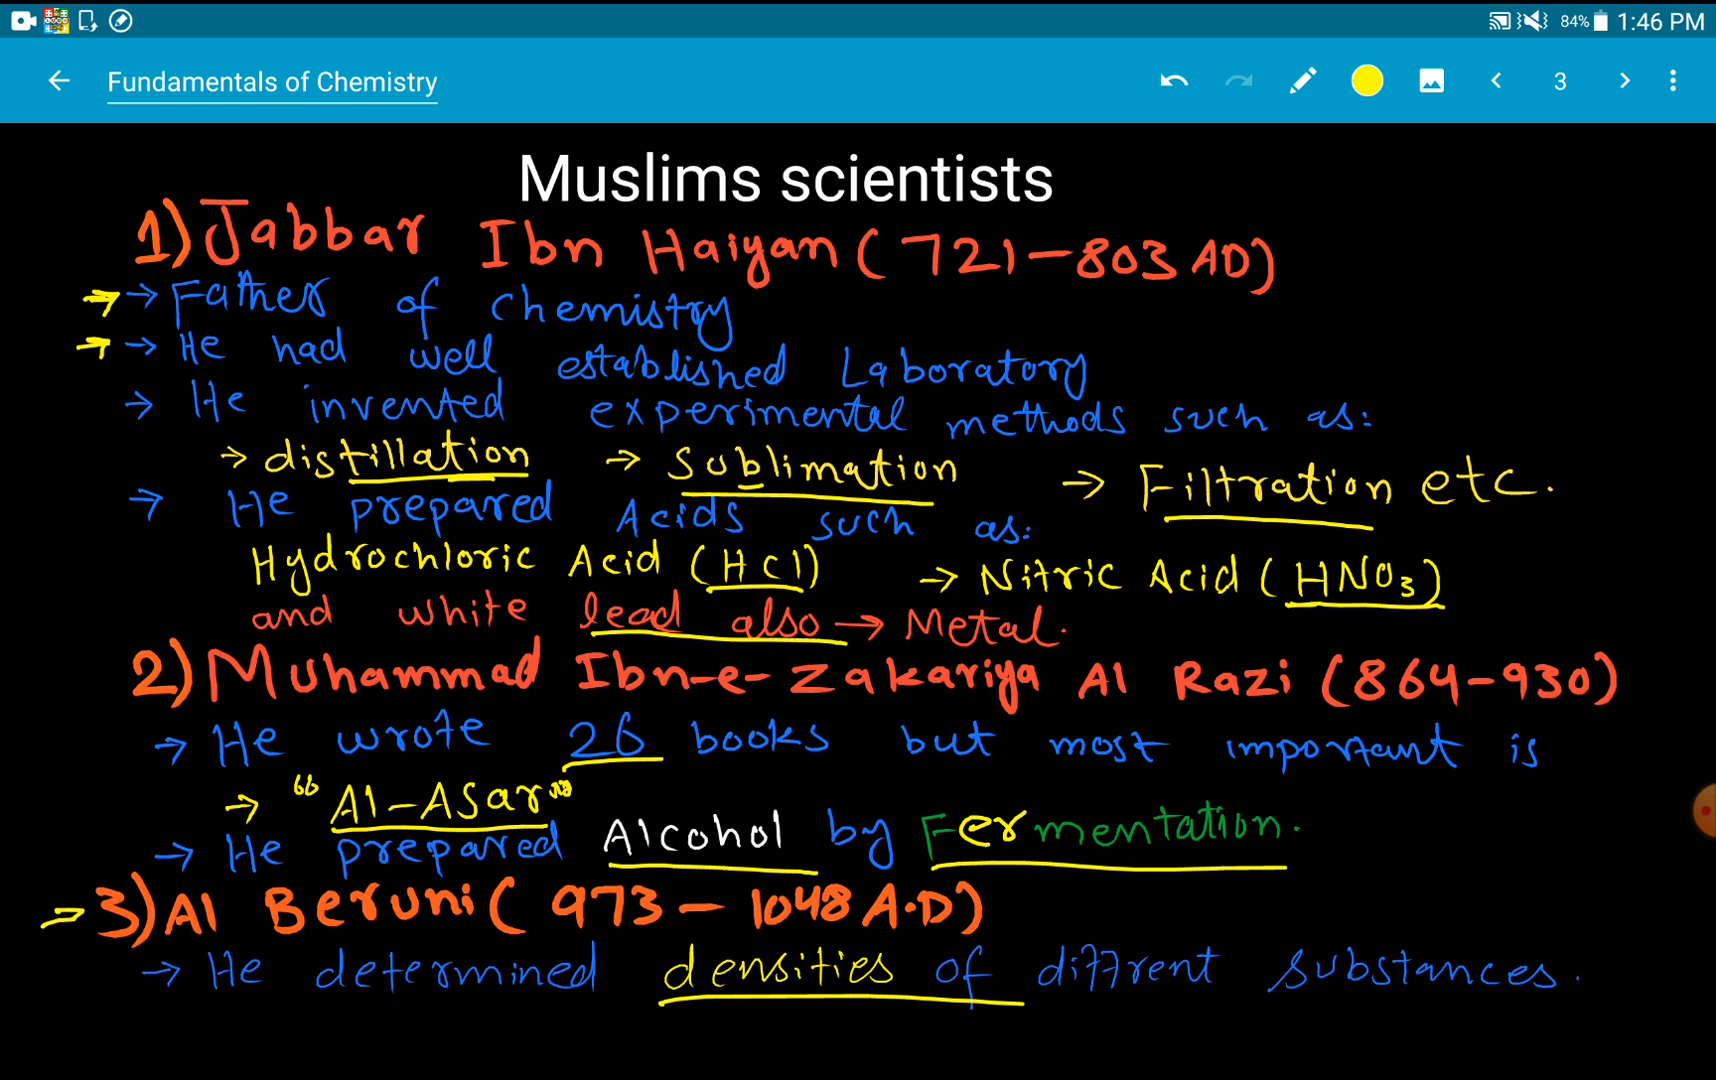 84% 1:46 PM
Fundamentals of Chemistry 3
Muslims scientists
1) Jabbar Ibn Haiyan (721-803 AD)
→ → Father of Chemistry
→ → He had well established Laboratory
→ He invented experimental methods such as:
→ distillation → Sublimation → Filtration etc.
→ He prepared Acids such as:
Hydrochloric Acid (HCl) → Nitric Acid (HNO₃)
and white lead also → Metal.
2) Muhammad Ibn-e-Zakariya Al Razi (864-930)
→ He wrote 26 books but most important is
→ "Al-Asar"
→ He prepared Alcohol by Fermentation.
→ 3) Al Beruni (973 - 1048 A.D)
→ He determined densities of diffrent substances.